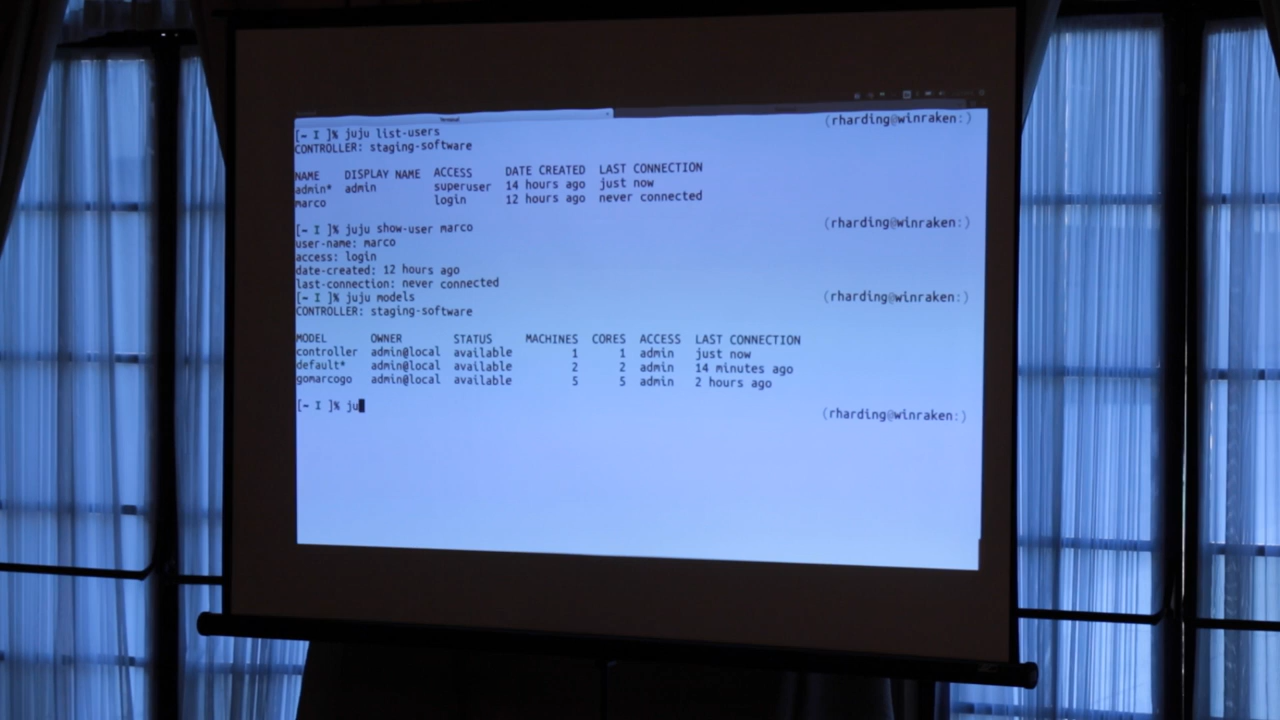 Terminal
[~ I ]% juju list-users (rharding@winraken:)
CONTROLLER: staging-software
NAME DISPLAY NAME ACCESS DATE CREATED LAST CONNECTION
admin* admin superuser 14 hours ago just now
marco login 12 hours ago never connected
[~ I ]% juju show-user marco (rharding@winraken:)
user-name: marco
access: login
date-created: 12 hours ago
last-connection: never connected
[~ I ]% juju models (rharding@winraken:)
CONTROLLER: staging-software
MODEL OWNER STATUS MACHINES CORES ACCESS LAST CONNECTION
controller admin@local available 1 1 admin just now
default* admin@local available 2 2 admin 14 minutes ago
gomarcogo admin@local available 5 5 admin 2 hours ago
[~ I ]% ju (rharding@winraken:)